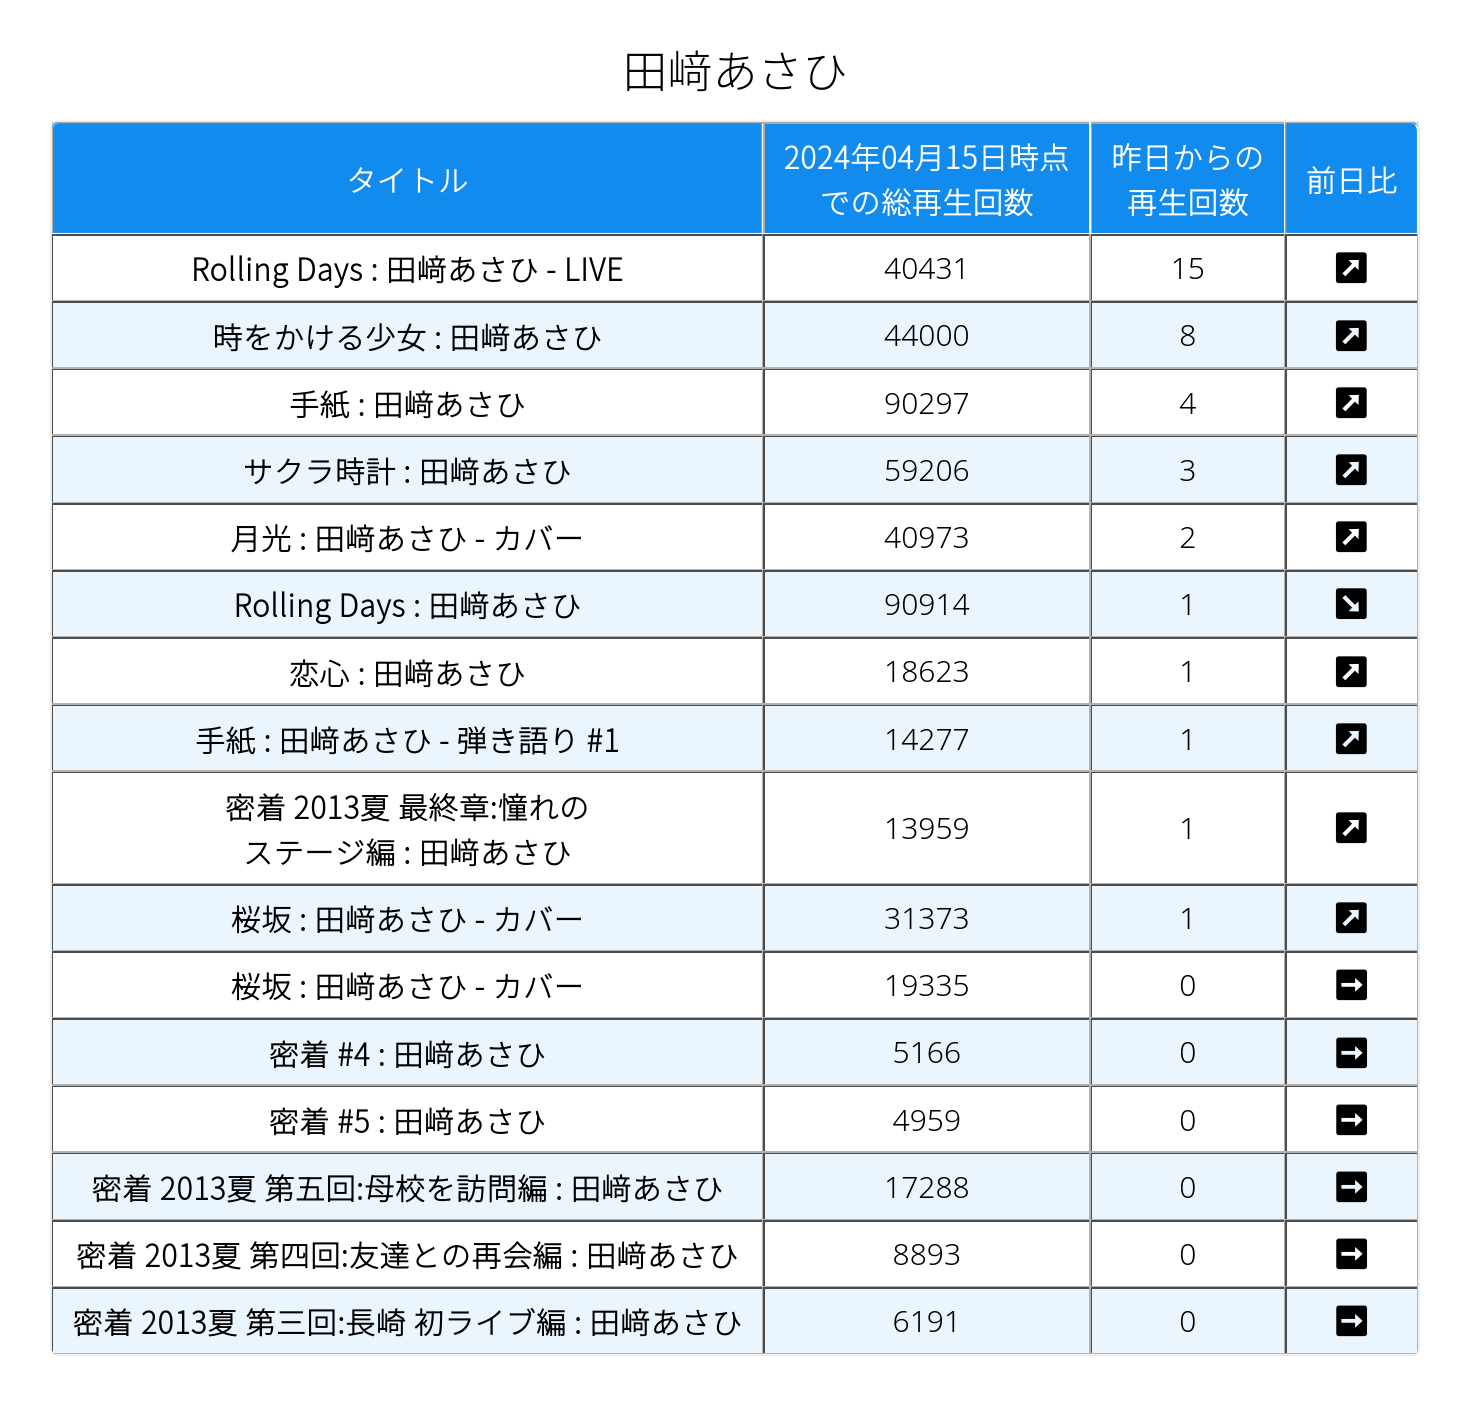 田﨑あさひ
タイトル
2024年04月15日時点
での総再生回数
昨日からの
再生回数
前日比
Rolling Days : 田﨑あさひ - LIVE 40431 15
時をかける少女 : 田﨑あさひ 44000 8
手紙 : 田﨑あさひ 90297 4
サクラ時計 : 田﨑あさひ 59206 3
月光 : 田﨑あさひ - カバー 40973 2
Rolling Days : 田﨑あさひ 90914 1
恋心 : 田﨑あさひ 18623 1
手紙 : 田﨑あさひ - 弾き語り #1 14277 1
密着 2013夏 最終章:憧れの
ステージ編 : 田﨑あさひ 13959 1
桜坂 : 田﨑あさひ - カバー 31373 1
桜坂 : 田﨑あさひ - カバー 19335 0
密着 #4 : 田﨑あさひ 5166 0
密着 #5 : 田﨑あさひ 4959 0
密着 2013夏 第五回:母校を訪問編 : 田﨑あさひ 17288 0
密着 2013夏 第四回:友達との再会編 : 田﨑あさひ 8893 0
密着 2013夏 第三回:長崎 初ライブ編 : 田﨑あさひ 6191 0